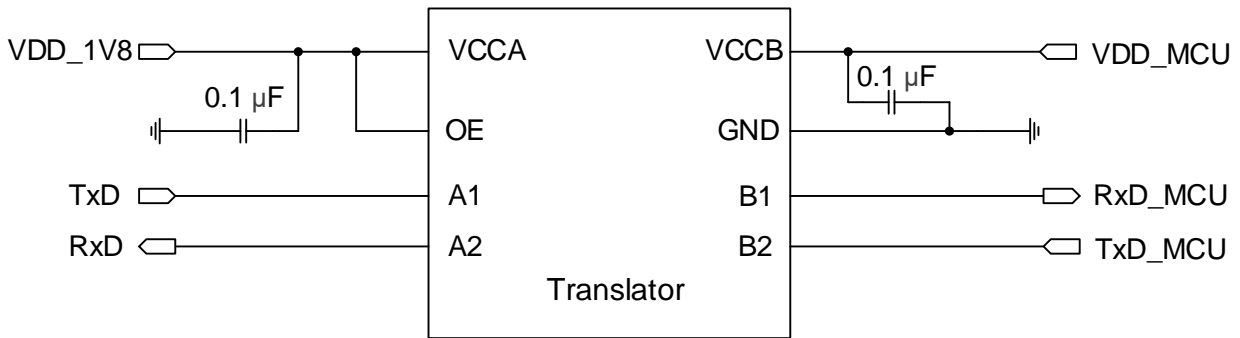 VDD_1V8 VCCA VCCB VDD_MCU
0.1 µF 0.1 µF
OE GND
TxD A1 B1 RxD_MCU
RxD A2 B2 TxD_MCU
Translator